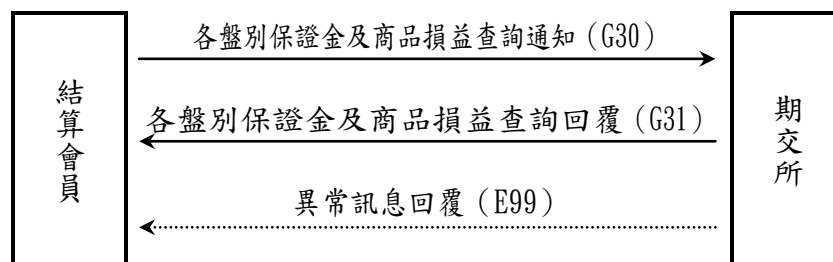 各盤別保證金及商品損益查詢通知（G30）
結算會員
各盤別保證金及商品損益查詢回覆（G31）
期交所
異常訊息回覆（E99）